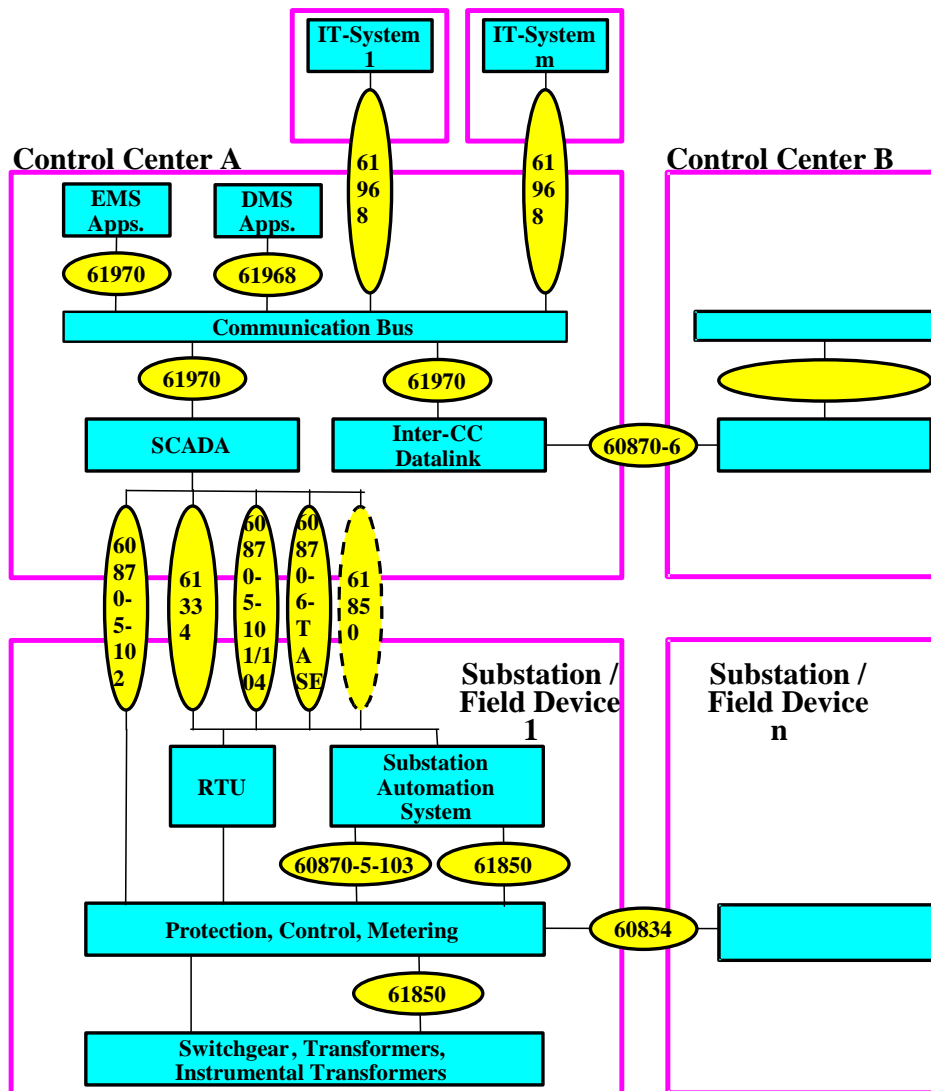 IT-System
1
IT-System
m
Control Center A
Control Center B
61
96
8
61
96
8
EMS
Apps.
DMS
Apps.
61970
61968
Communication Bus
61970
61970
SCADA
Inter-CC
Datalink
60870-6
60
87
0-
5-
10
2
61
33
4
60
87
0-
5-
10
1/1
04
60
87
0-
6-
T
A
SE
61
85
0
Substation /
Field Device
1
Substation /
Field Device
n
RTU
Substation
Automation
System
60870-5-103
61850
Protection, Control, Metering
60834
61850
Switchgear, Transformers,
Instrumental Transformers